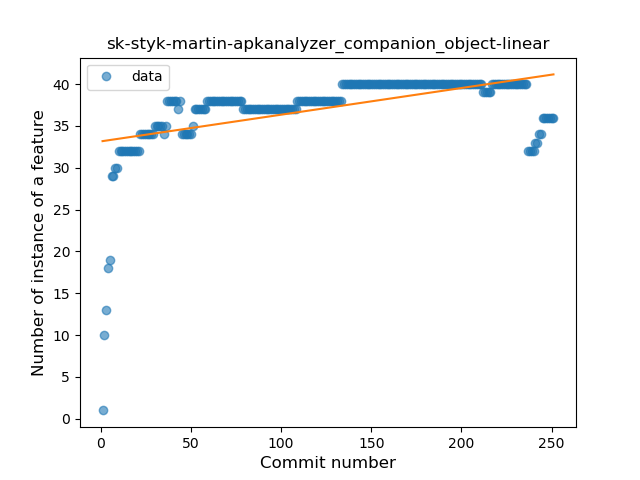 sk-styk-martin-apkanalyzer_companion_object-linear
data
Number of instance of a feature
40
35
30
25
20
15
10
5
0
0 50 100 150 200 250
Commit number